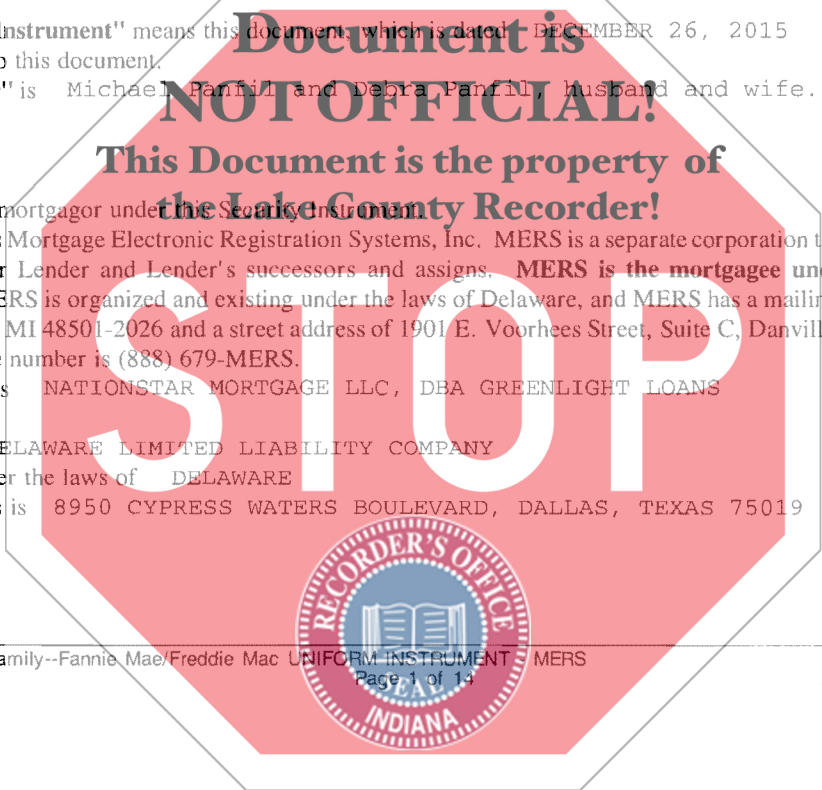 Document is
Instrument" means this document, which is dated DECEMBER 26, 2015
this document.
NOT OFFICIAL!
" is Michael Panfil and Debra Panfil, husband and wife.
This Document is the property of
the Lake County Recorder!
mortgagor under this Security Instrument.
Mortgage Electronic Registration Systems, Inc. MERS is a separate corporation t
Lender and Lender's successors and assigns. MERS is the mortgagee un
ERS is organized and existing under the laws of Delaware, and MERS has a mailin
MI 48501-2026 and a street address of 1901 E. Voorhees Street, Suite C, Danvill
number is (888) 679-MERS.
s NATIONSTAR MORTGAGE LLC, DBA GREENLIGHT LOANS
STOP
ELAWARE LIMITED LIABILITY COMPANY
er the laws of DELAWARE
s is 8950 CYPRESS WATERS BOULEVARD, DALLAS, TEXAS 75019
RECORDER'S OFFICE
amily--Fannie Mae/Freddie Mac UNIFORM INSTRUMENT - MERS
Page 1 of 14
SEAL
INDIANA